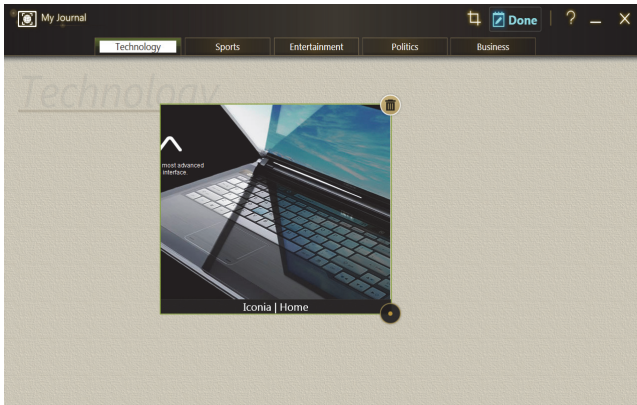 My Journal
Done
?
Technology
Sports
Entertainment
Politics
Business
Technology
most advanced
interface.
Iconia | Home